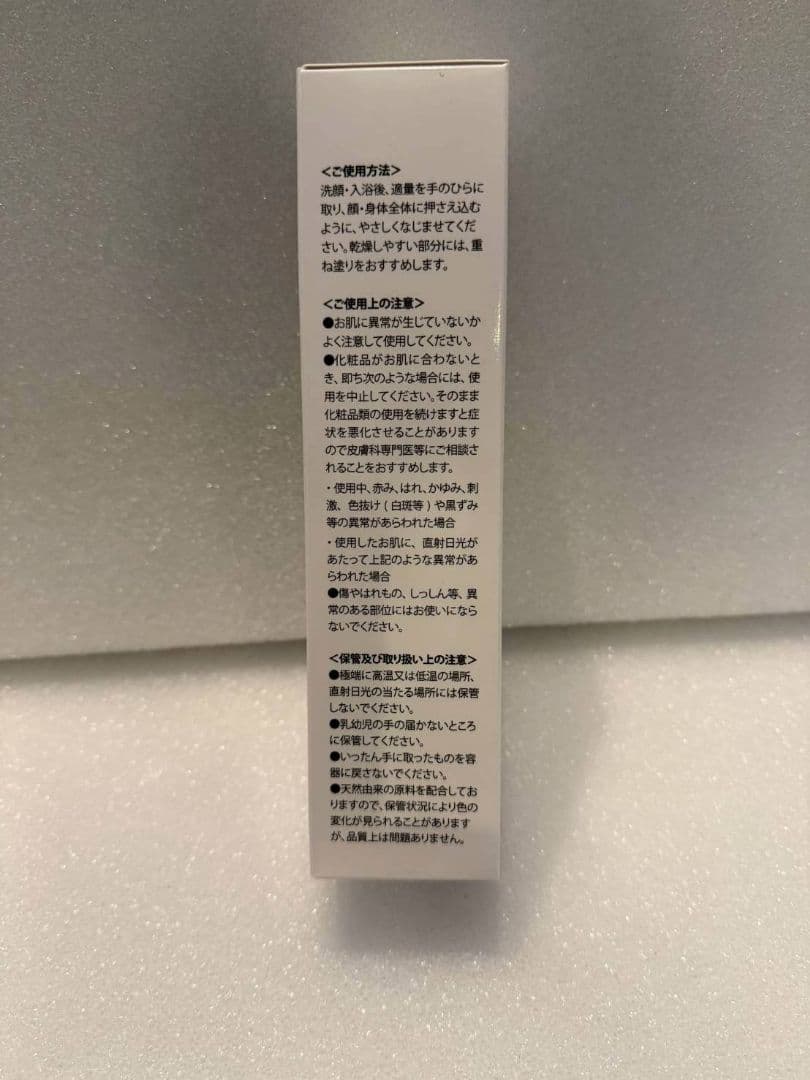 ＜ご使用方法＞
洗顔・入浴後、適量を手のひらに
取り、顔・身体全体に押さえ込む
ように、やさしくなじませてくだ
さい。乾燥しやすい部分には、重
ね塗りをおすすめします。
＜ご使用上の注意＞
●お肌に異常が生じていないか
よく注意して使用してください。
●化粧品がお肌に合わないと
き、即ち次のような場合には、使
用を中止してください。そのまま
化粧品類の使用を続けますと症
状を悪化させることがあります
ので皮膚科専門医等にご相談さ
れることをおすすめします。
・使用中、赤み、はれ、かゆみ、刺
激、色抜け（白斑等）や黒ずみ
等の異常があらわれた場合
・使用したお肌に、直射日光が
あたって上記のような異常があ
らわれた場合
●傷やはれもの、しっしん等、異
常のある部位にはお使いになら
ないでください。
＜保管及び取り扱い上の注意＞
●極端に高温又は低温の場所、
直射日光の当たる場所には保管
しないでください。
●乳幼児の手の届かないところ
に保管してください。
●いったん手に取ったものを容
器に戻さないでください。
●天然由来の原料を配合してお
りますので、保管状況により色の
変化が見られることがあります
が、品質上は問題ありません。